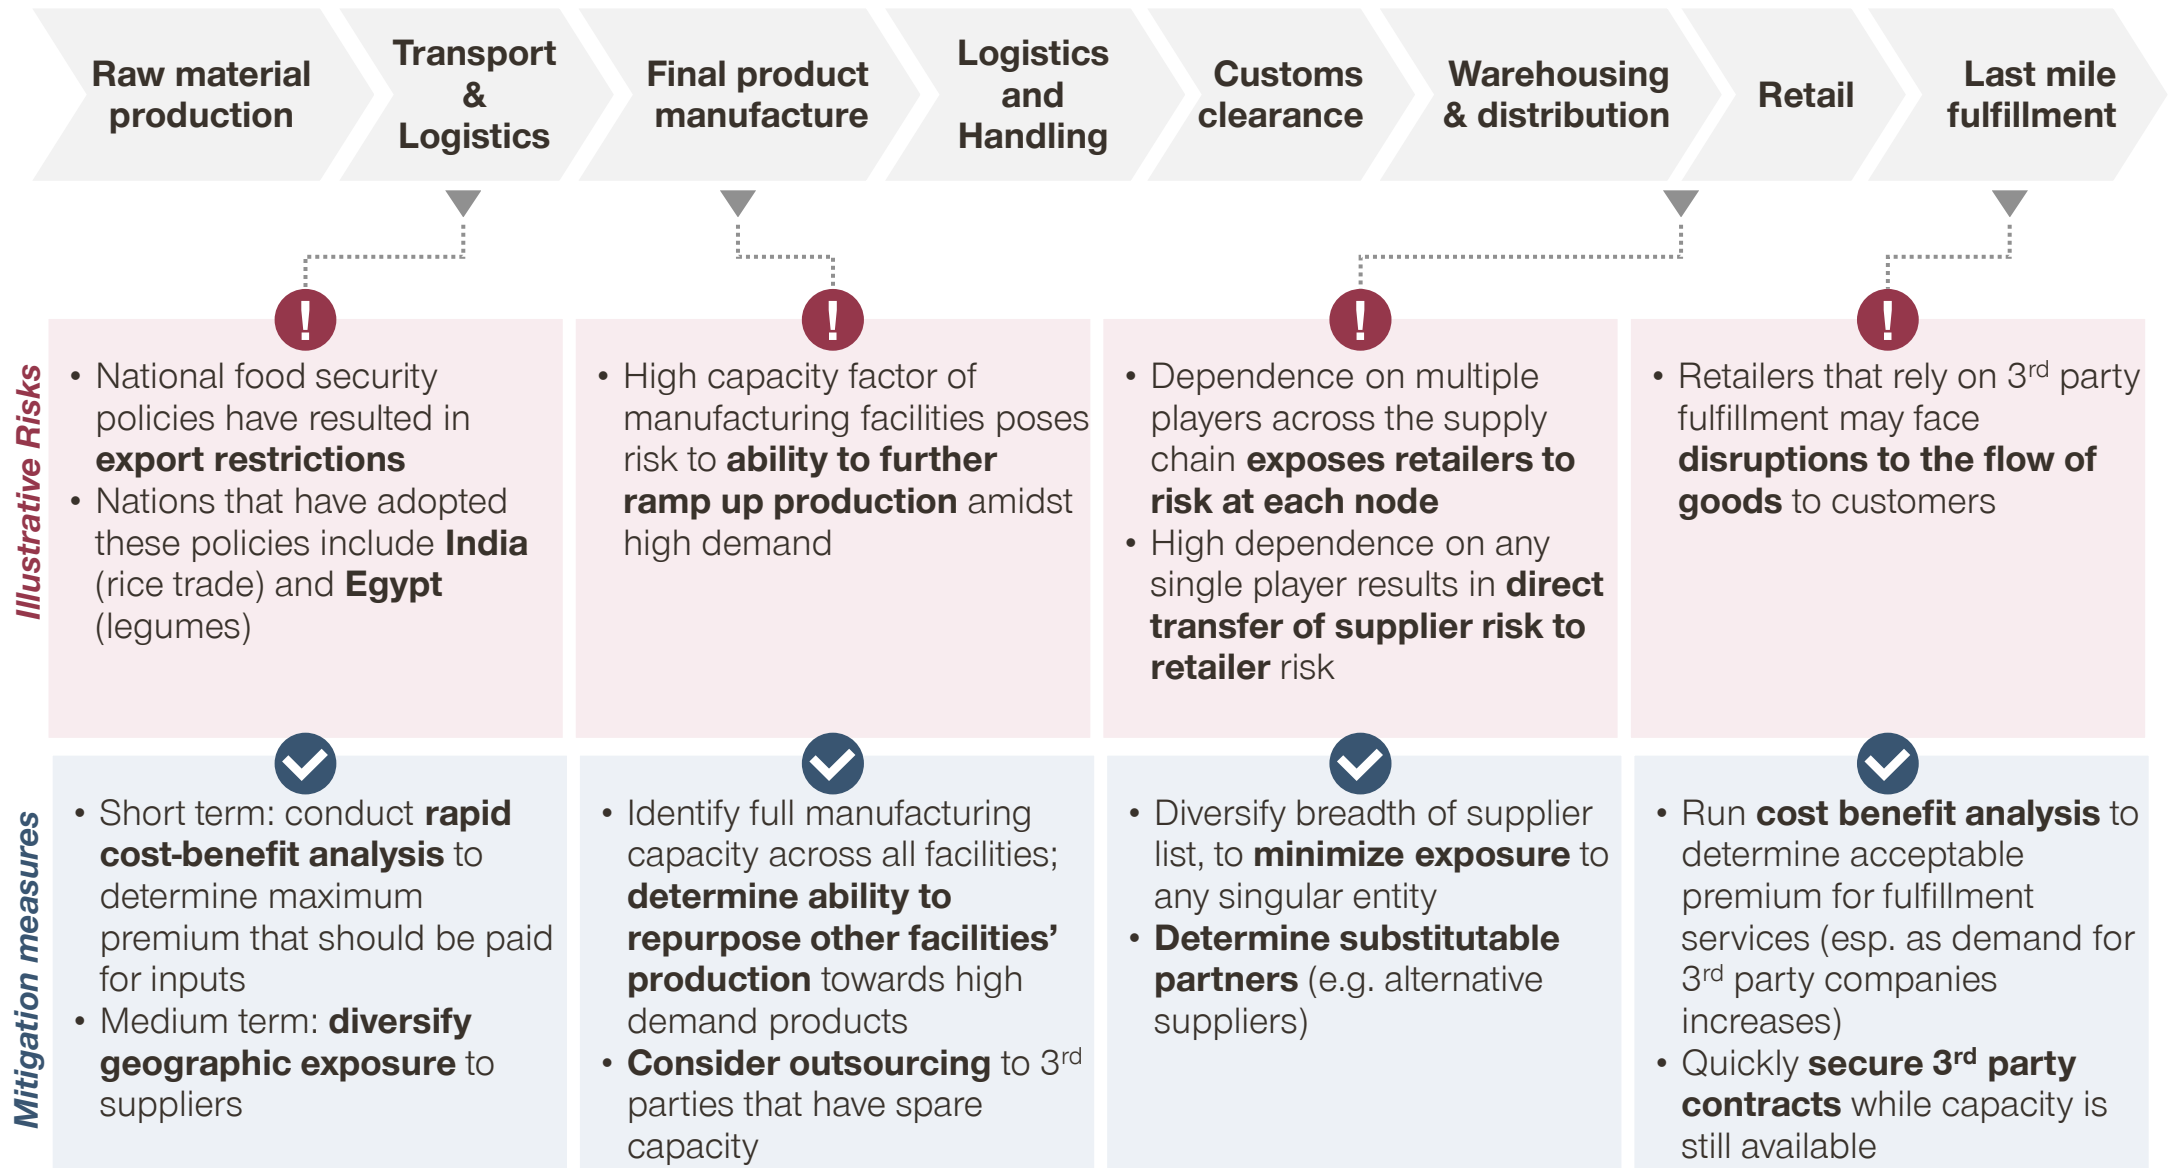 Raw material
production
Transport
&
Logistics
Final product
manufacture
Logistics
and
Handling
Customs
clearance
Warehousing
& distribution
Retail
Last mile
fulfillment
!
!
!
!
Illustrative Risks
• National food security
policies have resulted in
export restrictions
• Nations that have adopted
these policies include India
(rice trade) and Egypt
(legumes)
• High capacity factor of
manufacturing facilities poses
risk to ability to further
ramp up production amidst
high demand
• Dependence on multiple
players across the supply
chain exposes retailers to
risk at each node
• High dependence on any
single player results in direct
transfer of supplier risk to
retailer risk
• Retailers that rely on 3rd party
fulfillment may face
disruptions to the flow of
goods to customers
Mitigation measures
• Short term: conduct rapid
cost-benefit analysis to
determine maximum
premium that should be paid
for inputs
• Medium term: diversify
geographic exposure to
suppliers
• Identify full manufacturing
capacity across all facilities;
determine ability to
repurpose other facilities’
production towards high
demand products
• Consider outsourcing to 3rd
parties that have spare
capacity
• Diversify breadth of supplier
list, to minimize exposure to
any singular entity
• Determine substitutable
partners (e.g. alternative
suppliers)
• Run cost benefit analysis to
determine acceptable
premium for fulfillment
services (esp. as demand for
3rd party companies
increases)
• Quickly secure 3rd party
contracts while capacity is
still available